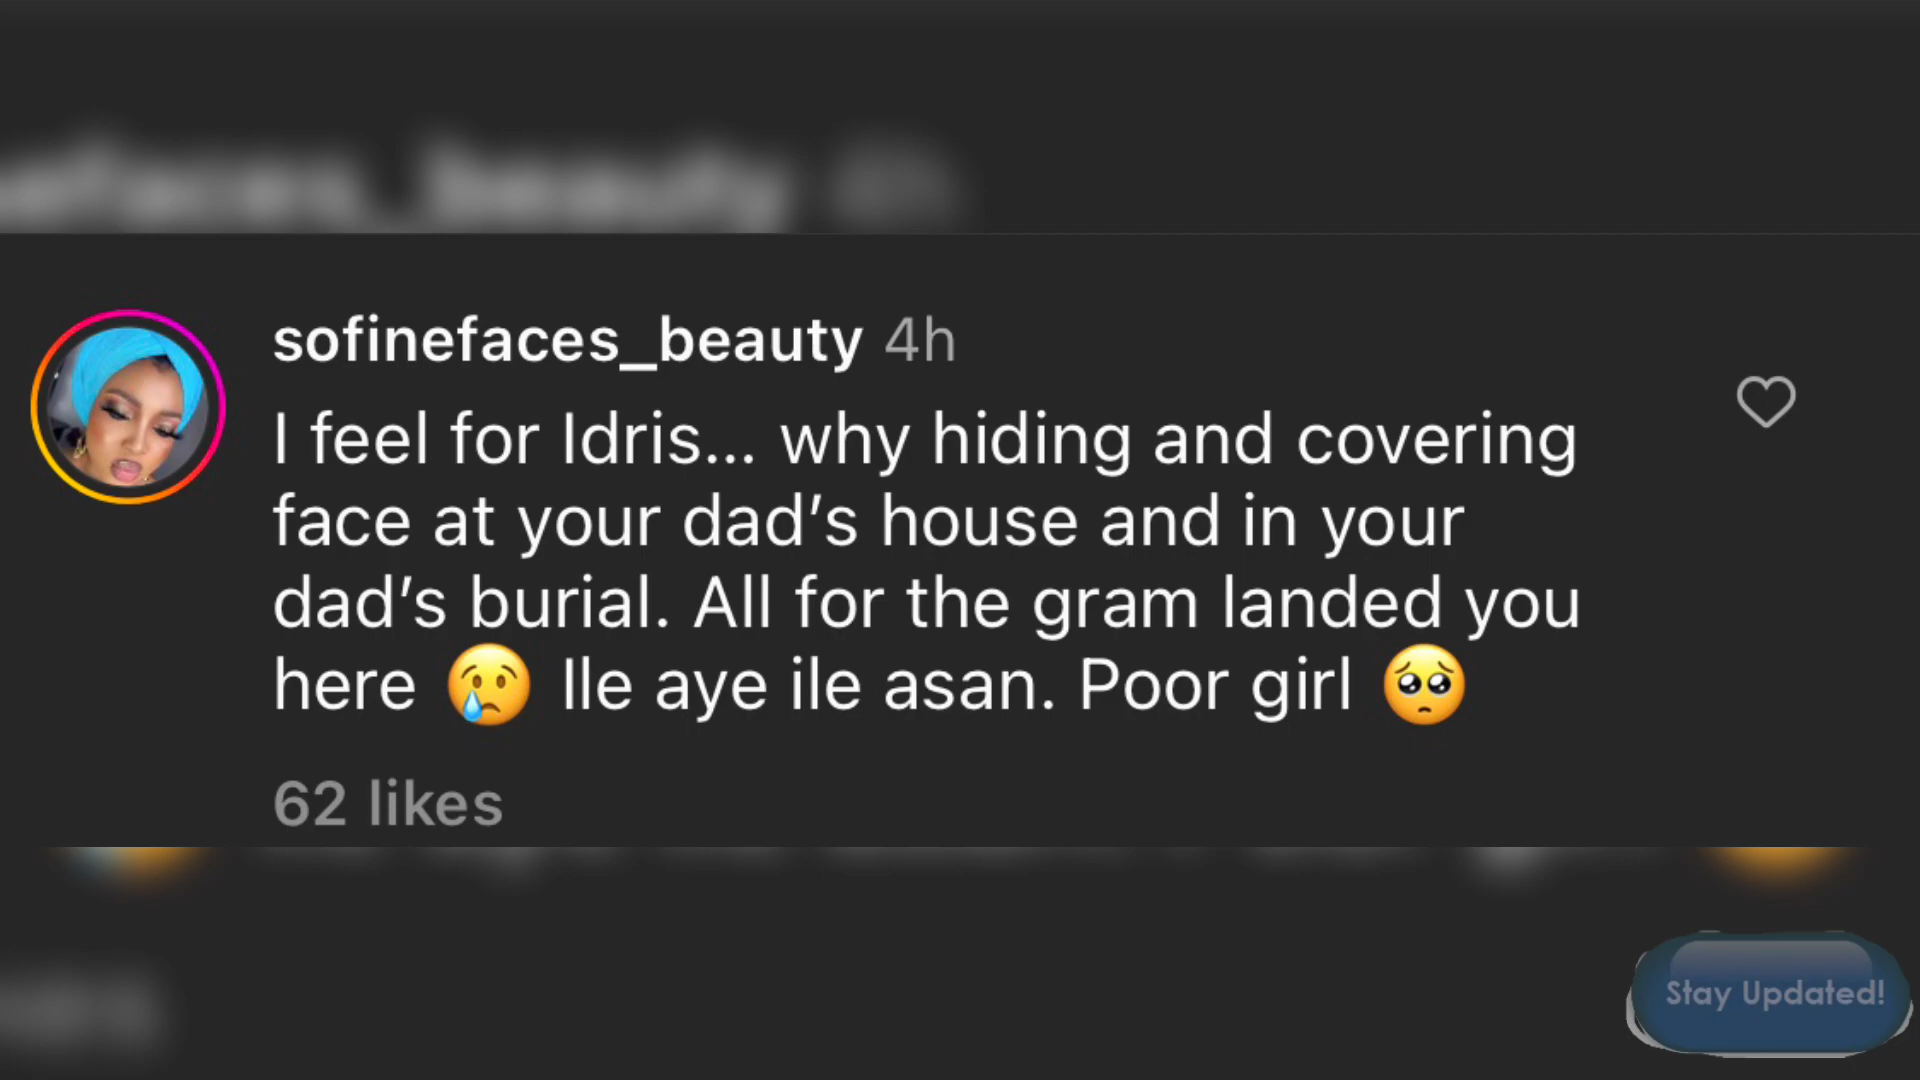 sofinefaces_beauty 4h
I feel for Idris... why hiding and covering
face at your dad’s house and in your
dad’s burial. All for the gram landed you
here 😢 Ile aye ile asan. Poor girl 🥺
62 likes
Stay Updated!